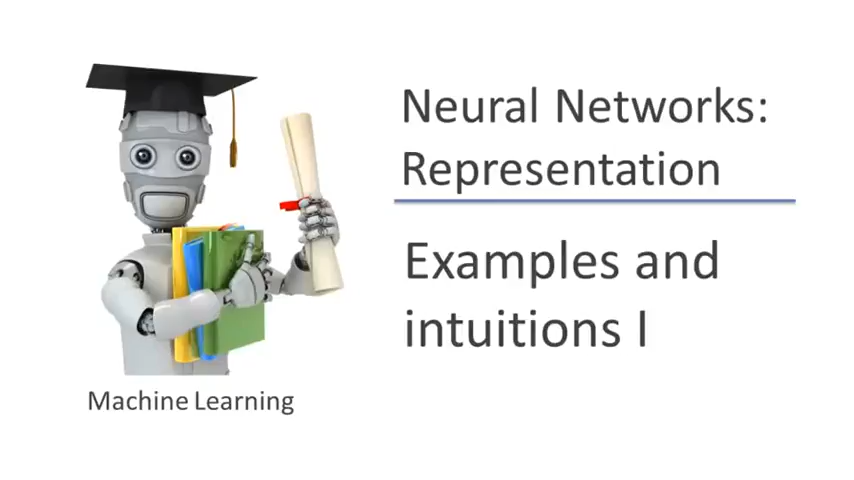 Neural Networks:
Representation
Examples and
intuitions I
Machine Learning